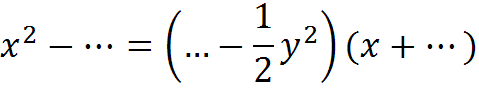 x² − ⋯ = (… − 1/2 y²) (x + ⋯ )